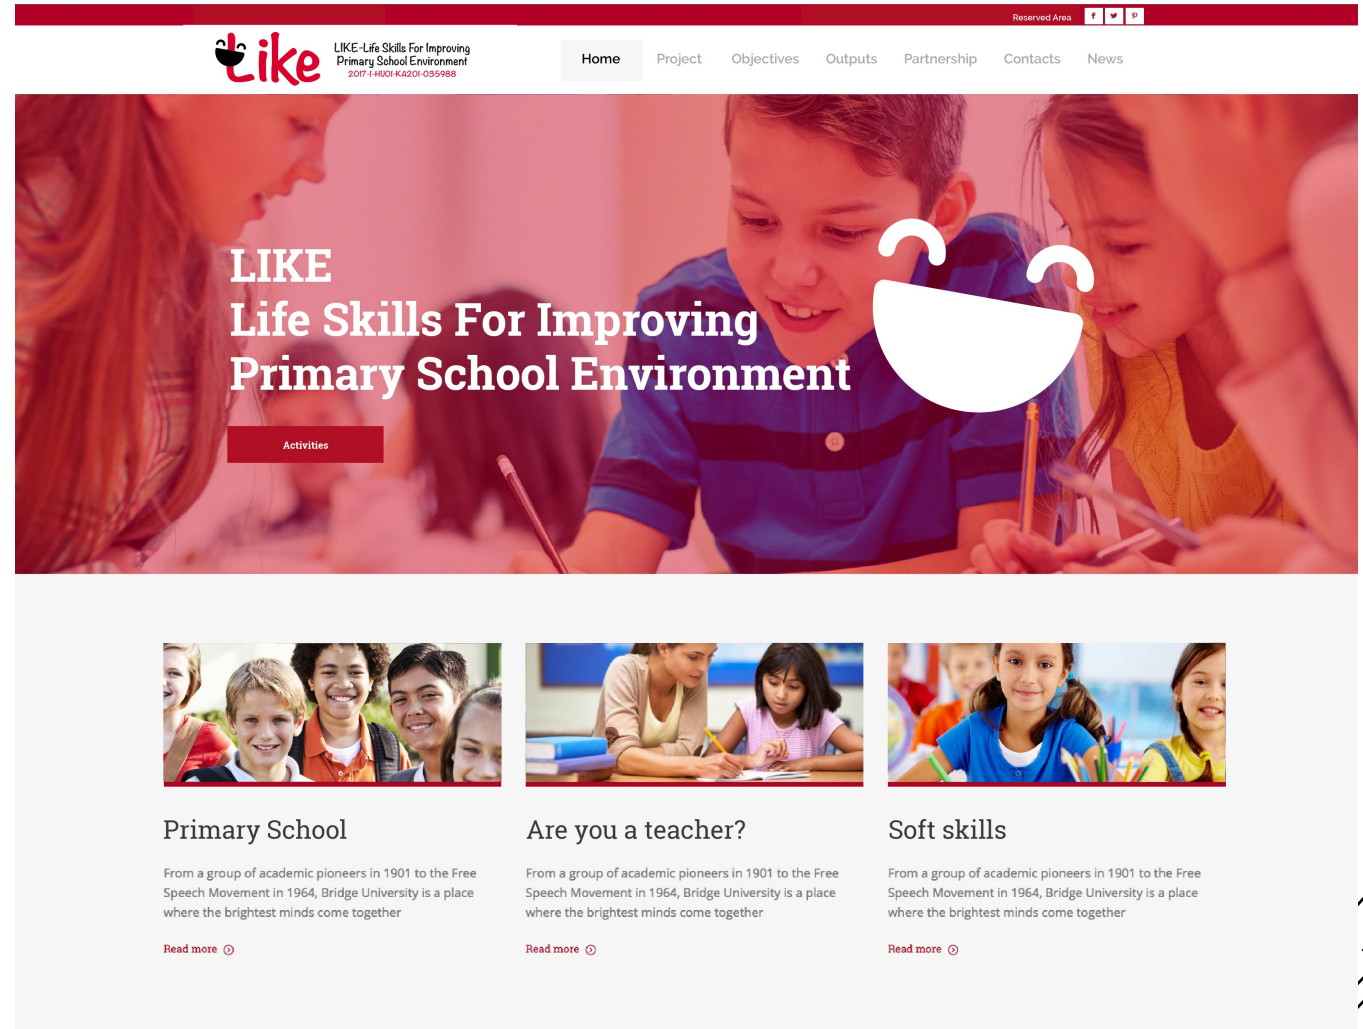 Reserved Area
Like
LIKE-Life Skills For Improving
Primary School Environment
2017-1-HU01-KA201-035988
Home Project Objectives Outputs Partnership Contacts News
LIKE
Life Skills For Improving
Primary School Environment
Activities
Primary School
From a group of academic pioneers in 1901 to the Free
Speech Movement in 1964, Bridge University is a place
where the brightest minds come together
Read more
Are you a teacher?
From a group of academic pioneers in 1901 to the Free
Speech Movement in 1964, Bridge University is a place
where the brightest minds come together
Read more
Soft skills
From a group of academic pioneers in 1901 to the Free
Speech Movement in 1964, Bridge University is a place
where the brightest minds come together
Read more